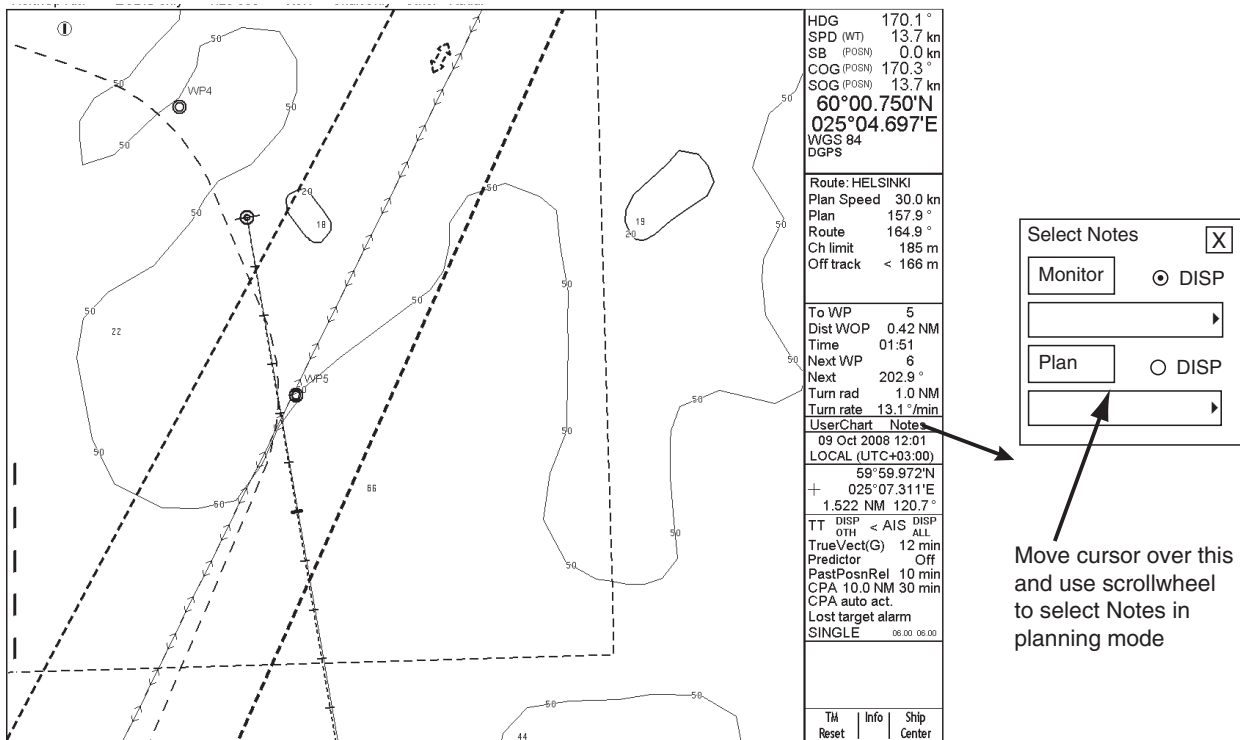 50
50
50
50
50
WP4
50
50
50
20
18
50
19
20
50
50
50
50
22
50
WP5
50
50
50
66
50
50
50
50
50
44
HDG 170.1 °
SPD (WT) 13.7 kn
SB (POSN) 0.0 kn
COG (POSN) 170.3 °
SOG (POSN) 13.7 kn
60°00.750'N
025°04.697'E
WGS 84
DGPS
Route: HELSINKI
Plan Speed 30.0 kn
Plan 157.9 °
Route 164.9 °
Ch limit 185 m
Off track < 166 m
To WP 5
Dist WOP 0.42 NM
Time 01:51
Next WP 6
Next 202.9 °
Turn rad 1.0 NM
Turn rate 13.1 °/min
UserChart Notes
09 Oct 2008 12:01
LOCAL (UTC+03:00)
59°59.972'N
+ 025°07.311'E
1.522 NM 120.7 °
TT DISP OTH < AIS DISP ALL
TrueVect(G) 12 min
Predictor Off
PastPosnRel 10 min
CPA 10.0 NM 30 min
CPA auto act.
Lost target alarm
SINGLE 06.00 06.00
TM Reset
Info
Ship Center
Select Notes X
Monitor DISP
Plan DISP
Move cursor over this
and use scrollwheel
to select Notes in
planning mode